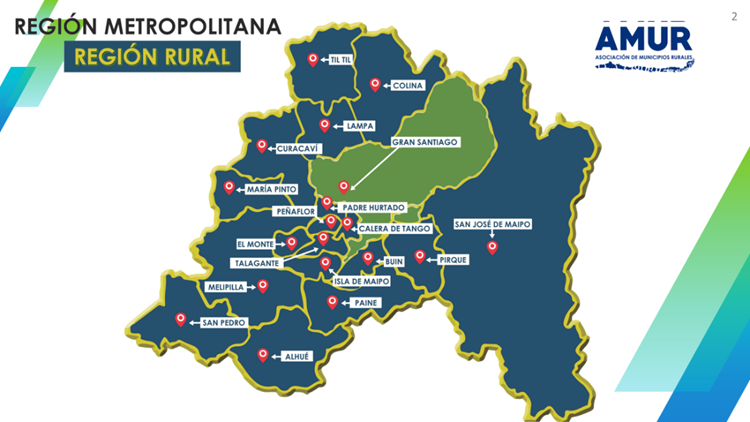 REGIÓN METROPOLITANA
REGIÓN RURAL
AMUR
ASOCIACIÓN DE MUNICIPIOS RURALES
2
TIL TIL
COLINA
LAMPA
GRAN SANTIAGO
CURACAVÍ
MARÍA PINTO
PADRE HURTADO
PEÑAFLOR
CALERA DE TANGO
SAN JOSÉ DE MAIPO
EL MONTE
TALAGANTE
BUIN
PIRQUE
ISLA DE MAIPO
MELIPILLA
PAINE
SAN PEDRO
ALHUÉ